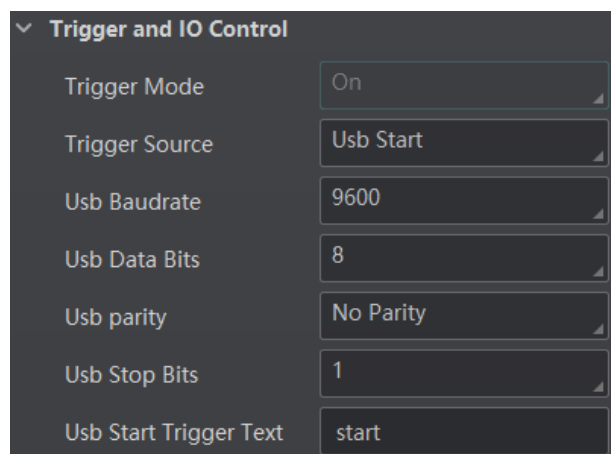 Trigger and IO Control
Trigger Mode On
Trigger Source Usb Start
Usb Baudrate 9600
Usb Data Bits 8
Usb parity No Parity
Usb Stop Bits 1
Usb Start Trigger Text start